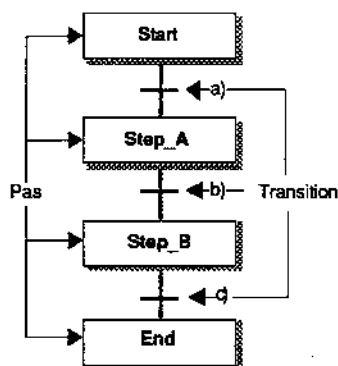 Start
a)
Step_A
Pas
b)
Transition
Step_B
c)
End